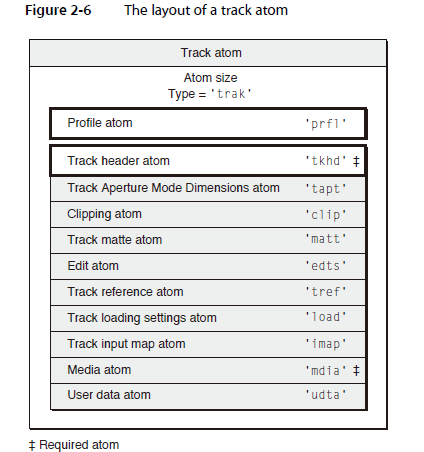 Figure 2-6 The layout of a track atom
Track atom
Atom size
Type = 'trak'
Profile atom 'prfl'
Track header atom 'tkhd' ‡
Track Aperture Mode Dimensions atom 'tapt'
Clipping atom 'clip'
Track matte atom 'matt'
Edit atom 'edts'
Track reference atom 'tref'
Track loading settings atom 'load'
Track input map atom 'imap'
Media atom 'mdia' ‡
User data atom 'udta'
‡ Required atom